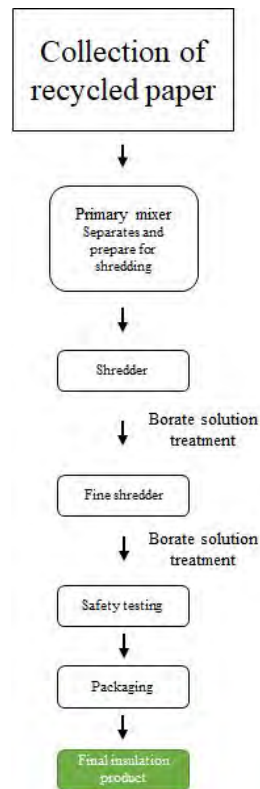 Collection of
recycled paper
Primary mixer
Separates and
prepare for
shredding
Shredder
Borate solution
treatment
Fine shredder
Borate solution
treatment
Safety testing
Packaging
Final insulation
product